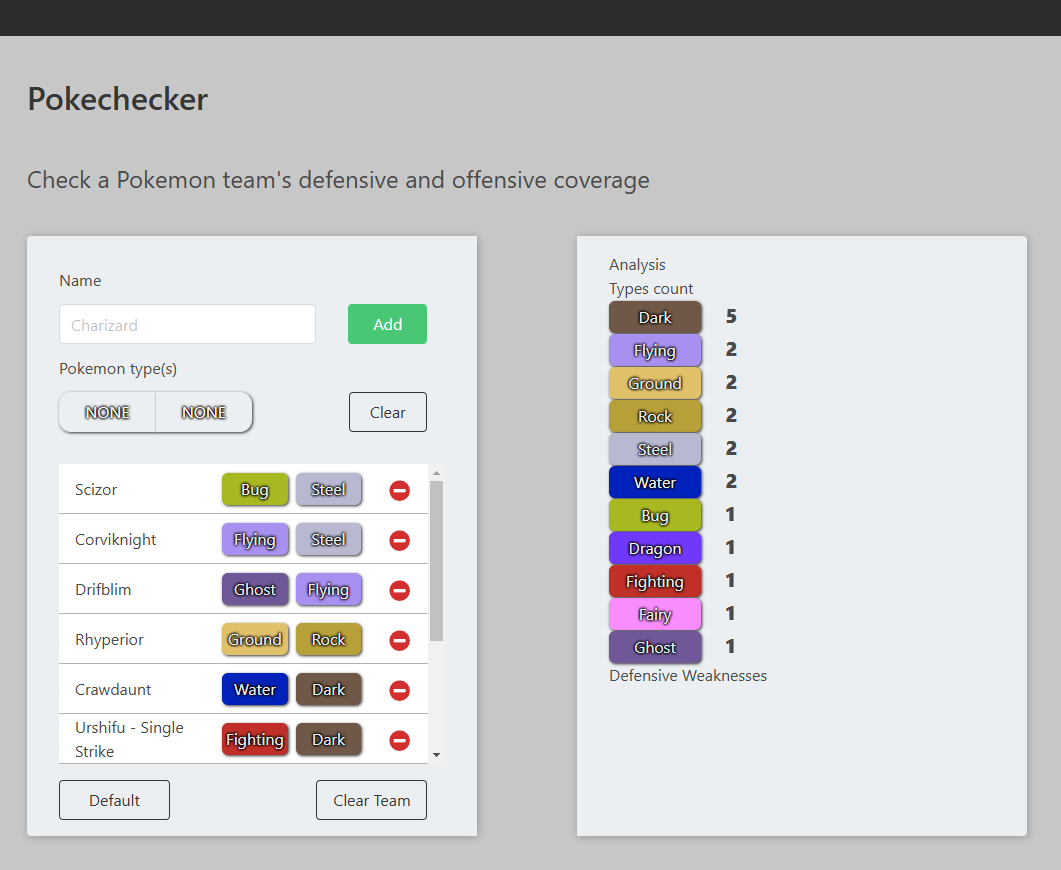 Pokechecker
Check a Pokemon team's defensive and offensive coverage
Name
Charizard
Add
Pokemon type(s)
NONE NONE
Clear
Scizor Bug Steel
Corviknight Flying Steel
Drifblim Ghost Flying
Rhyperior Ground Rock
Crawdaunt Water Dark
Urshifu - Single
Strike Fighting Dark
Default
Clear Team
Analysis
Types count
Dark 5
Flying 2
Ground 2
Rock 2
Steel 2
Water 2
Bug 1
Dragon 1
Fighting 1
Fairy 1
Ghost 1
Defensive Weaknesses